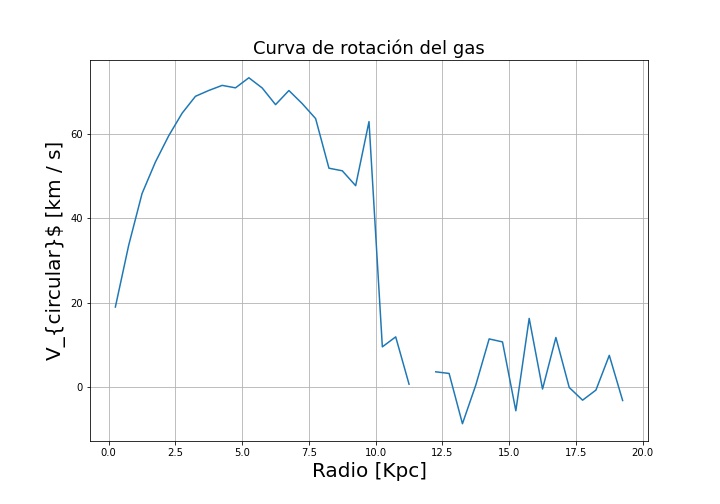 Curva de rotación del gas
V_{circular}$ [km / s]
60
40
20
0
0.0 2.5 5.0 7.5 10.0 12.5 15.0 17.5 20.0
Radio [Kpc]